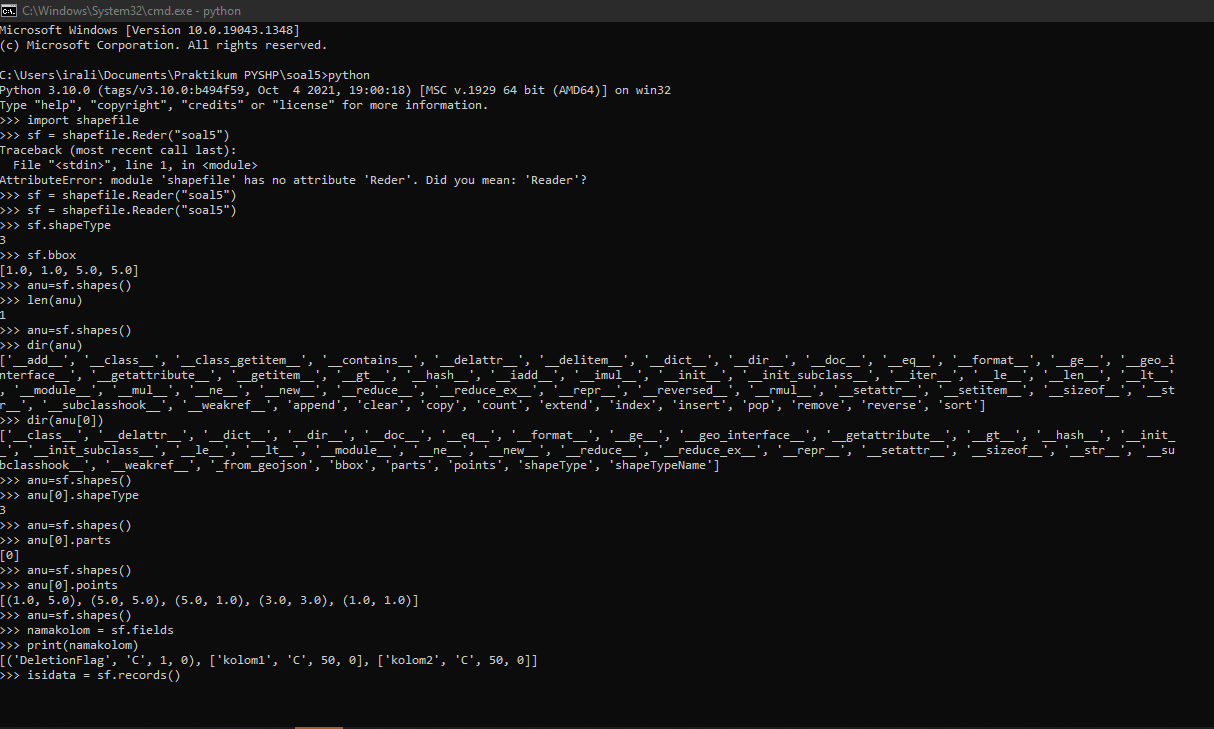 C:\Windows\System32\cmd.exe - python
Microsoft Windows [Version 10.0.19043.1348]
(c) Microsoft Corporation. All rights reserved.
C:\Users\irali\Documents\Praktikum PYSHP\soal5>python
Python 3.10.0 (tags/v3.10.0:b494f59, Oct  4 2021, 19:00:18) [MSC v.1929 64 bit (AMD64)] on win32
Type "help", "copyright", "credits" or "license" for more information.
>>> import shapefile
>>> sf = shapefile.Reder("soal5")
Traceback (most recent call last):
  File "<stdin>", line 1, in <module>
AttributeError: module 'shapefile' has no attribute 'Reder'. Did you mean: 'Reader'?
>>> sf = shapefile.Reader("soal5")
>>> sf = shapefile.Reader("soal5")
>>> sf.shapeType
3
>>> sf.bbox
[1.0, 1.0, 5.0, 5.0]
>>> anu=sf.shapes()
>>> len(anu)
1
>>> anu=sf.shapes()
>>> dir(anu)
['__add__', '__class__', '__class_getitem__', '__contains__', '__delattr__', '__delitem__', '__dict__', '__dir__', '__doc__', '__eq__', '__format__', '__ge__', '__geo_i
nterface__', '__getattribute__', '__getitem__', '__gt__', '__hash__', '__iadd__', '__imul__', '__init__', '__init_subclass__', '__iter__', '__le__', '__len__', '__lt__'
, '__module__', '__mul__', '__ne__', '__new__', '__reduce__', '__reduce_ex__', '__repr__', '__reversed__', '__rmul__', '__setattr__', '__setitem__', '__sizeof__', '__st
r__', '__subclasshook__', '__weakref__', 'append', 'clear', 'copy', 'count', 'extend', 'index', 'insert', 'pop', 'remove', 'reverse', 'sort']
>>> dir(anu[0])
['__class__', '__delattr__', '__dict__', '__dir__', '__doc__', '__eq__', '__format__', '__ge__', '__geo_interface__', '__getattribute__', '__gt__', '__hash__', '__init_
_', '__init_subclass__', '__le__', '__lt__', '__module__', '__ne__', '__new__', '__reduce__', '__reduce_ex__', '__repr__', '__setattr__', '__sizeof__', '__str__', '__su
bclasshook__', '__weakref__', '_from_geojson', 'bbox', 'parts', 'points', 'shapeType', 'shapeTypeName']
>>> anu=sf.shapes()
>>> anu[0].shapeType
3
>>> anu=sf.shapes()
>>> anu[0].parts
[0]
>>> anu=sf.shapes()
>>> anu[0].points
[(1.0, 5.0), (5.0, 5.0), (5.0, 1.0), (3.0, 3.0), (1.0, 1.0)]
>>> anu=sf.shapes()
>>> namakolom = sf.fields
>>> print(namakolom)
[('DeletionFlag', 'C', 1, 0), ['kolom1', 'C', 50, 0], ['kolom2', 'C', 50, 0]]
>>> isidata = sf.records()